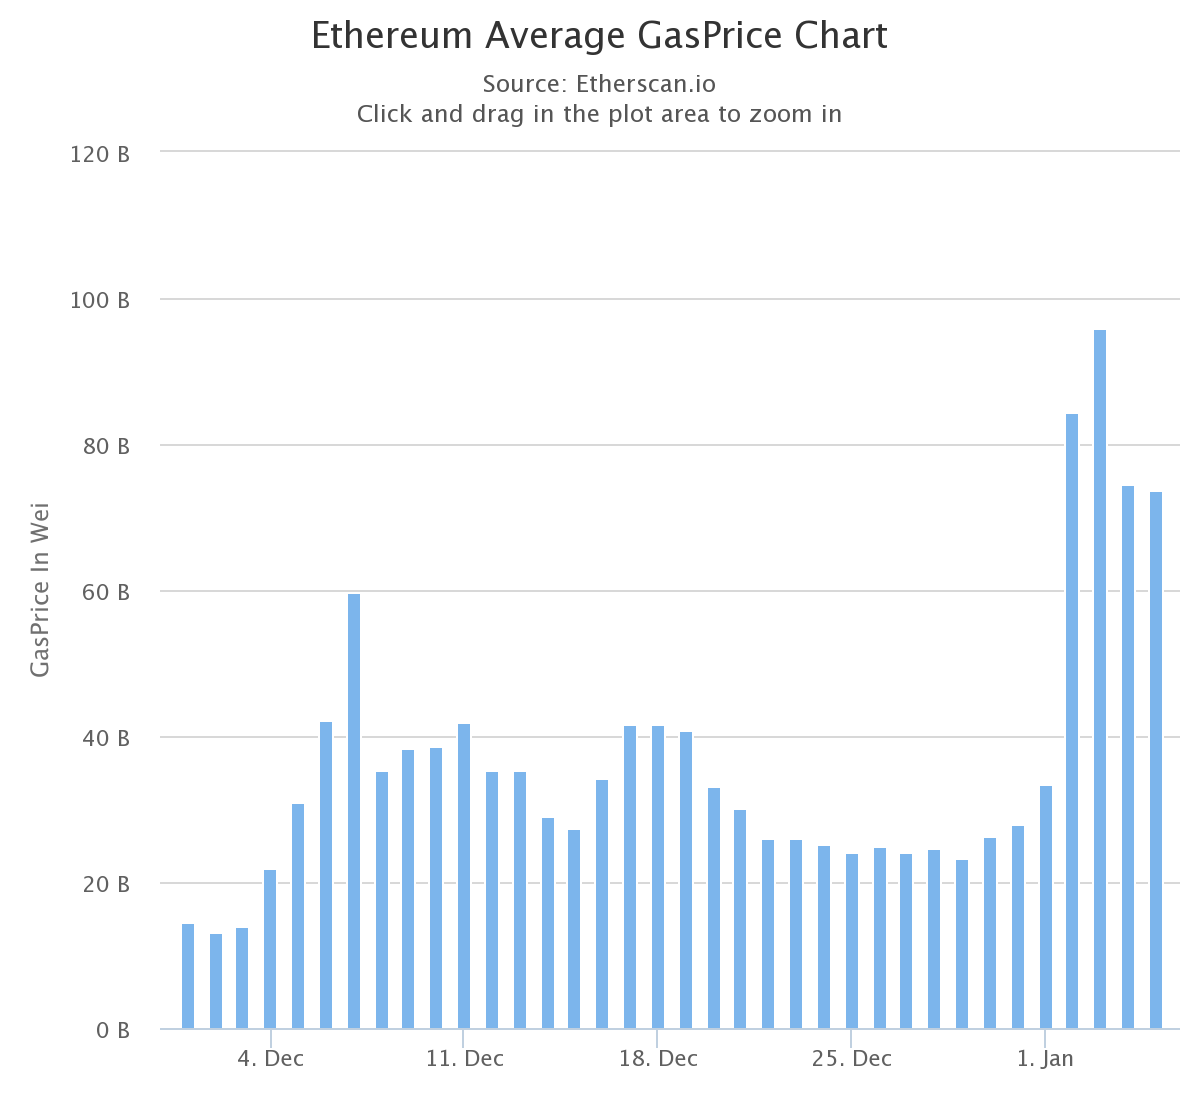 Ethereum Average GasPrice Chart
Source: Etherscan.io
Click and drag in the plot area to zoom in
120 B
100 B
80 B
60 B
40 B
20 B
0 B
GasPrice In Wei
4. Dec
11. Dec
18. Dec
25. Dec
1. Jan